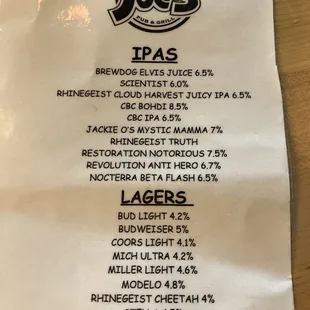 Joe's
PUB & GRILL
IPAS
BREWDOG ELVIS JUICE 6.5%
SCIENTIST 6.0%
RHINEGEIST CLOUD HARVEST JUICY IPA 6.5%
CBC BOHDI 8.5%
CBC IPA 6.5%
JACKIE O'S MYSTIC MAMMA 7%
RHINEGEIST TRUTH
RESTORATION NOTORIOUS 7.5%
REVOLUTION ANTI HERO 6.7%
NOCTERRA BETA FLASH 6.5%
LAGERS
BUD LIGHT 4.2%
BUDWEISER 5%
COORS LIGHT 4.1%
MICH ULTRA 4.2%
MILLER LIGHT 4.6%
MODELO 4.8%
RHINEGEIST CHEETAH 4%